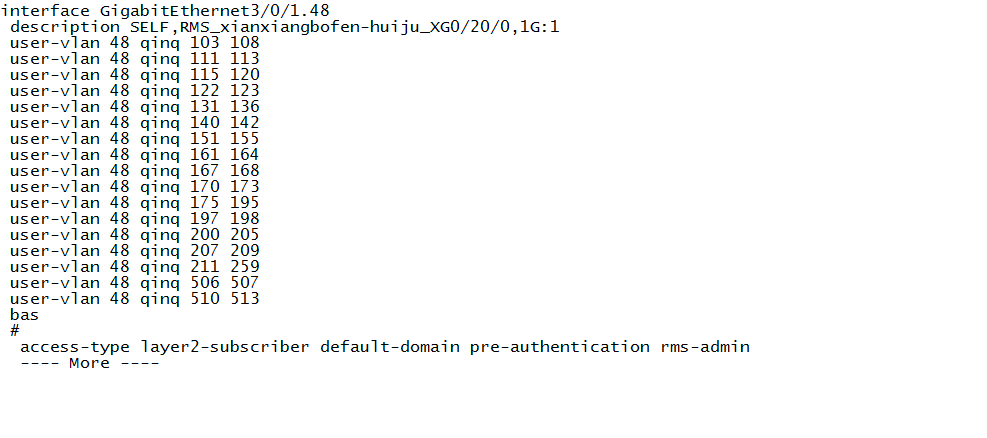 interface GigabitEthernet3/0/1.48
description SELF,RMS_xianxiangbofen-huiju_XG0/20/0,1G:1
user-vlan 48 qinq 103 108
user-vlan 48 qinq 111 113
user-vlan 48 qinq 115 120
user-vlan 48 qinq 122 123
user-vlan 48 qinq 131 136
user-vlan 48 qinq 140 142
user-vlan 48 qinq 151 155
user-vlan 48 qinq 161 164
user-vlan 48 qinq 167 168
user-vlan 48 qinq 170 173
user-vlan 48 qinq 175 195
user-vlan 48 qinq 197 198
user-vlan 48 qinq 200 205
user-vlan 48 qinq 207 209
user-vlan 48 qinq 211 259
user-vlan 48 qinq 506 507
user-vlan 48 qinq 510 513
bas
#
access-type layer2-subscriber default-domain pre-authentication rms-admin
---- More ----